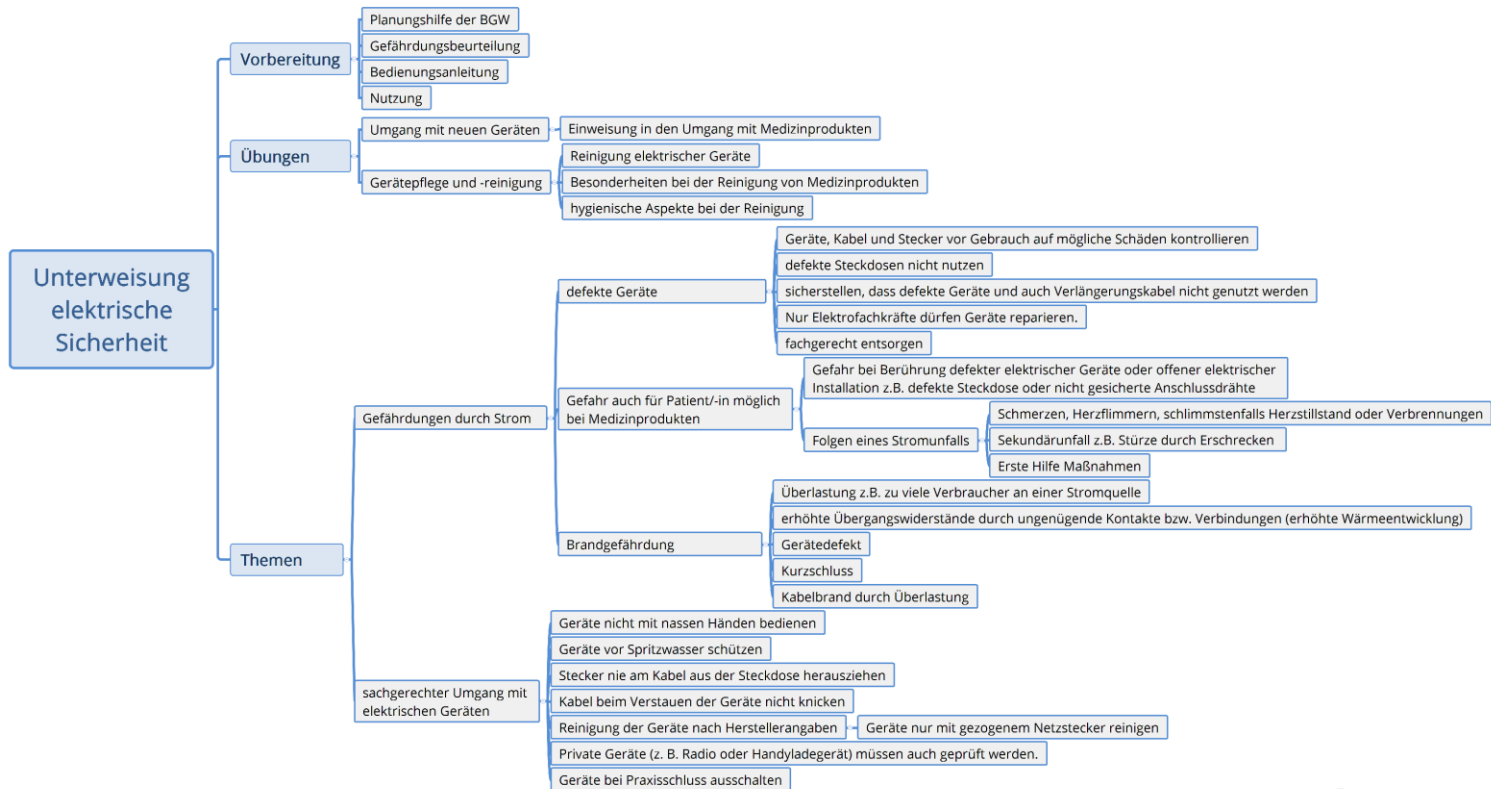 Unterweisung
elektrische
Sicherheit
Vorbereitung
Planungshilfe der BGW
Gefährdungsbeurteilung
Bedienungsanleitung
Nutzung
Übungen
Umgang mit neuen Geräten
Einweisung in den Umgang mit Medizinprodukten
Gerätepflege und -reinigung
Reinigung elektrischer Geräte
Besonderheiten bei der Reinigung von Medizinprodukten
hygienische Aspekte bei der Reinigung
Themen
Gefährdungen durch Strom
defekte Geräte
Geräte, Kabel und Stecker vor Gebrauch auf mögliche Schäden kontrollieren
defekte Steckdosen nicht nutzen
sicherstellen, dass defekte Geräte und auch Verlängerungskabel nicht genutzt werden
Nur Elektrofachkräfte dürfen Geräte reparieren.
fachgerecht entsorgen
Gefahr auch für Patient/-in möglich
bei Medizinprodukten
Gefahr bei Berührung defekter elektrischer Geräte oder offener elektrischer
Installation z.B. defekte Steckdose oder nicht gesicherte Anschlussdrähte
Folgen eines Stromunfalls
Schmerzen, Herzflimmern, schlimmstenfalls Herzstillstand oder Verbrennungen
Sekundärunfall z.B. Stürze durch Erschrecken
Erste Hilfe Maßnahmen
Brandgefährdung
Überlastung z.B. zu viele Verbraucher an einer Stromquelle
erhöhte Übergangswiderstände durch ungenügende Kontakte bzw. Verbindungen (erhöhte Wärmeentwicklung)
Gerätedefekt
Kurzschluss
Kabelbrand durch Überlastung
sachgerechter Umgang mit
elektrischen Geräten
Geräte nicht mit nassen Händen bedienen
Geräte vor Spritzwasser schützen
Stecker nie am Kabel aus der Steckdose herausziehen
Kabel beim Verstauen der Geräte nicht knicken
Reinigung der Geräte nach Herstellerangaben
Geräte nur mit gezogenem Netzstecker reinigen
Private Geräte (z. B. Radio oder Handyladegerät) müssen auch geprüft werden.
Geräte bei Praxisschluss ausschalten